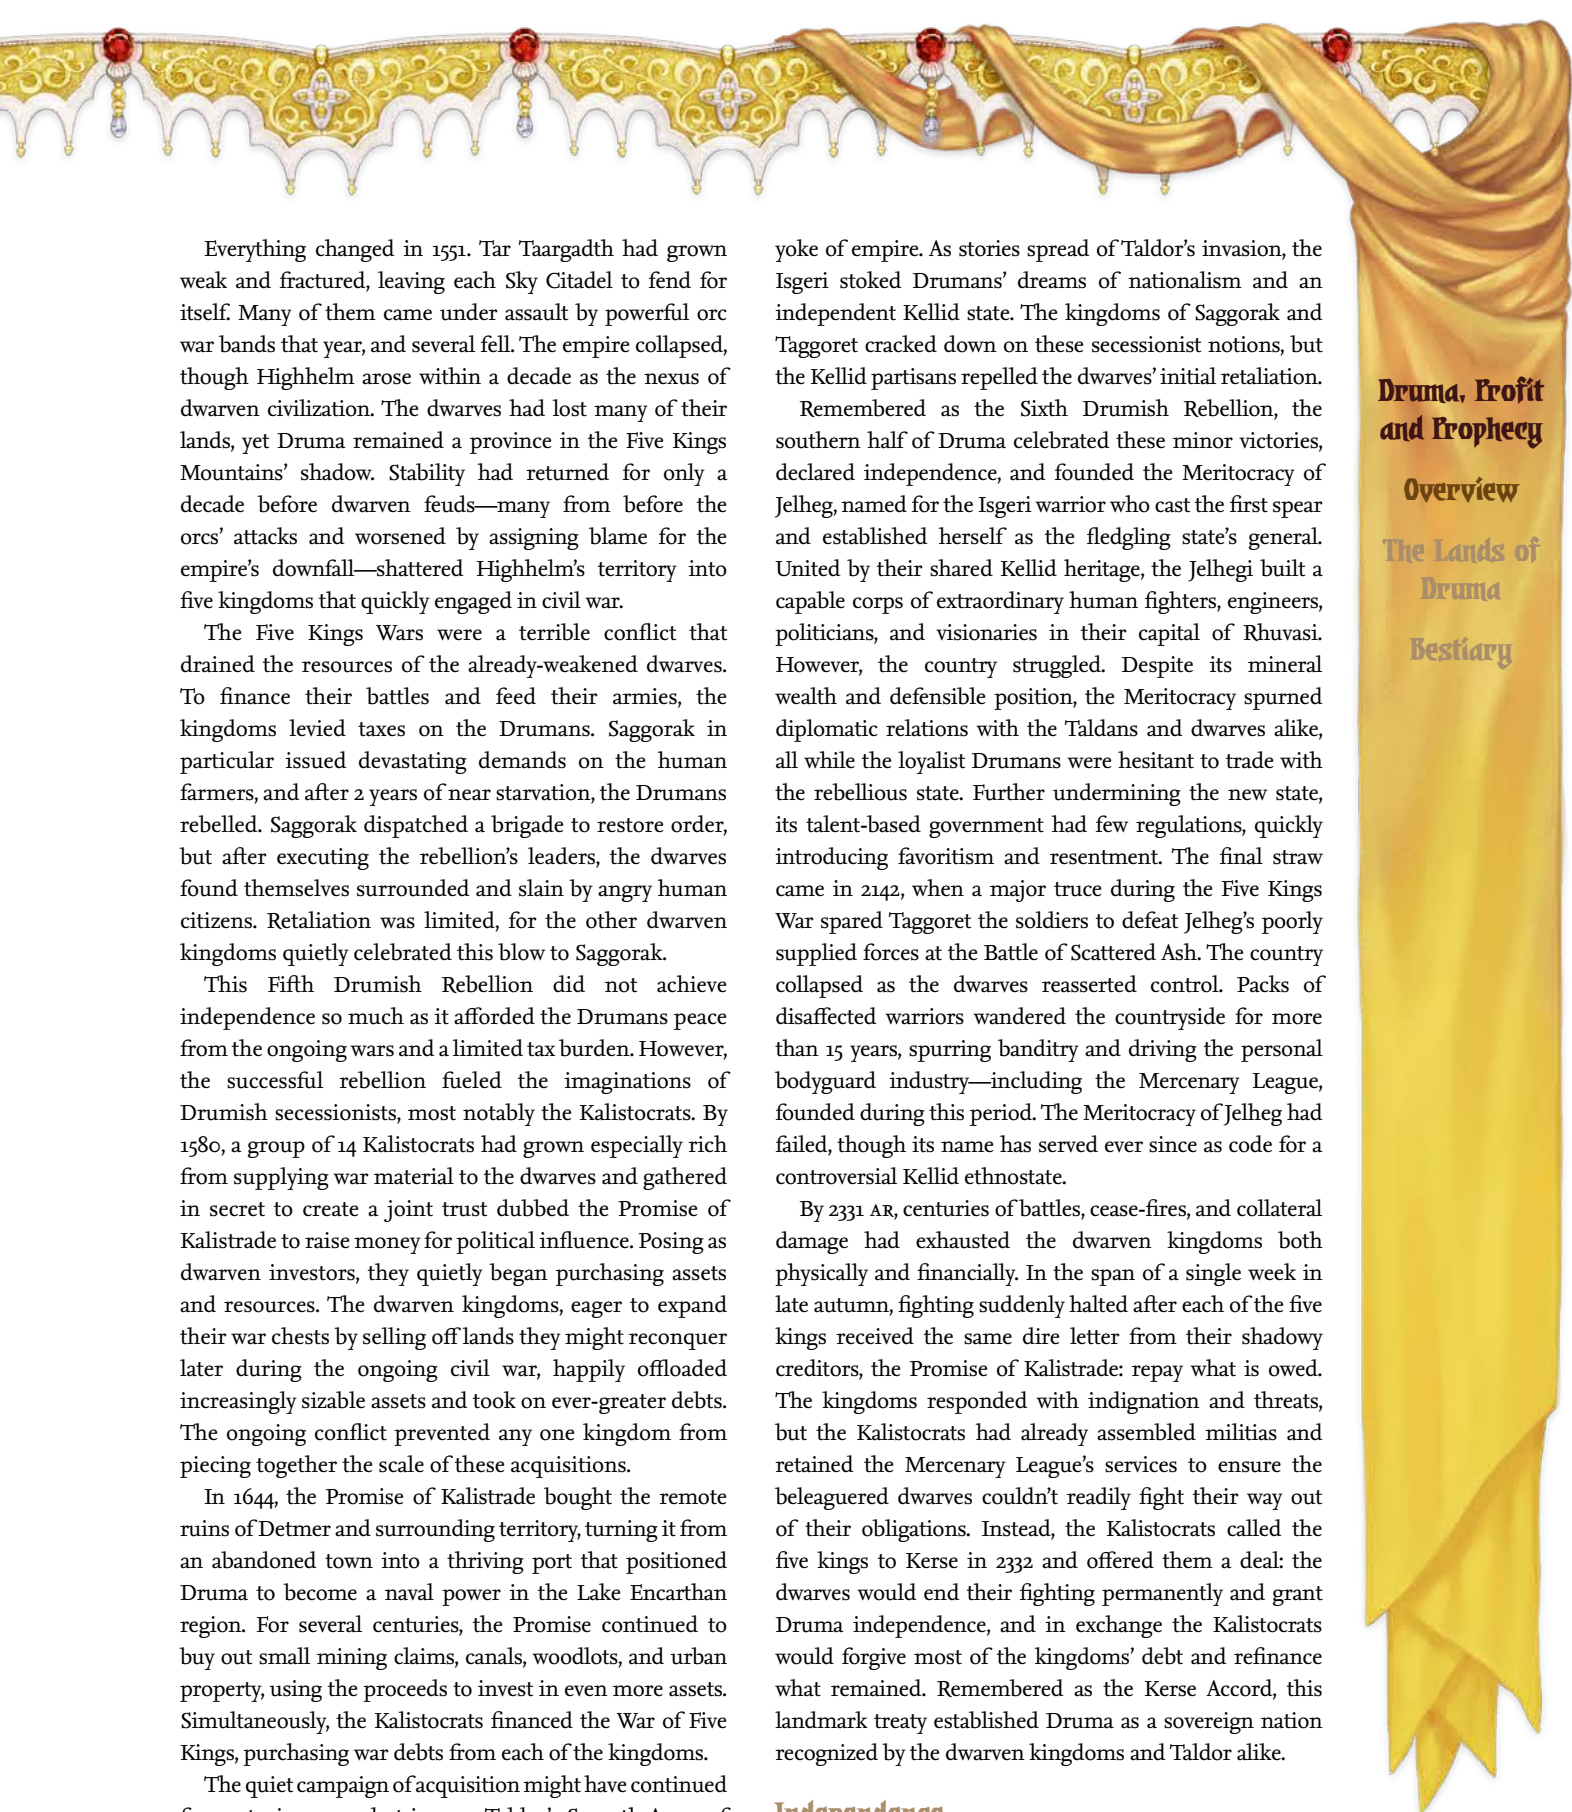 Everything changed in 1551. Tar Taargadth had grown
weak and fractured, leaving each Sky Citadel to fend for
itself. Many of them came under assault by powerful orc
war bands that year, and several fell. The empire collapsed,
though Highhelm arose within a decade as the nexus of
dwarven civilization. The dwarves had lost many of their
lands, yet Druma remained a province in the Five Kings
Mountains’ shadow. Stability had returned for only a
decade before dwarven feuds—many from before the
orcs’ attacks and worsened by assigning blame for the
empire’s downfall—shattered Highhelm’s territory into
five kingdoms that quickly engaged in civil war.
The Five Kings Wars were a terrible conflict that
drained the resources of the already-weakened dwarves.
To finance their battles and feed their armies, the
kingdoms levied taxes on the Drumans. Saggorak in
particular issued devastating demands on the human
farmers, and after 2 years of near starvation, the Drumans
rebelled. Saggorak dispatched a brigade to restore order,
but after executing the rebellion’s leaders, the dwarves
found themselves surrounded and slain by angry human
citizens. Retaliation was limited, for the other dwarven
kingdoms quietly celebrated this blow to Saggorak.
This Fifth Drumish Rebellion did not achieve
independence so much as it afforded the Drumans peace
from the ongoing wars and a limited tax burden. However,
the successful rebellion fueled the imaginations of
Drumish secessionists, most notably the Kalistocrats. By
1580, a group of 14 Kalistocrats had grown especially rich
from supplying war material to the dwarves and gathered
in secret to create a joint trust dubbed the Promise of
Kalistrade to raise money for political influence. Posing as
dwarven investors, they quietly began purchasing assets
and resources. The dwarven kingdoms, eager to expand
their war chests by selling off lands they might reconquer
later during the ongoing civil war, happily offloaded
increasingly sizable assets and took on ever-greater debts.
The ongoing conflict prevented any one kingdom from
piecing together the scale of these acquisitions.
In 1644, the Promise of Kalistrade bought the remote
ruins of Detmer and surrounding territory, turning it from
an abandoned town into a thriving port that positioned
Druma to become a naval power in the Lake Encarthan
region. For several centuries, the Promise continued to
buy out small mining claims, canals, woodlots, and urban
property, using the proceeds to invest in even more assets.
Simultaneously, the Kalistocrats financed the War of Five
Kings, purchasing war debts from each of the kingdoms.
The quiet campaign of acquisition might have continued
yoke of empire. As stories spread of Taldor’s invasion, the
Isgeri stoked Drumans’ dreams of nationalism and an
independent Kellid state. The kingdoms of Saggorak and
Taggoret cracked down on these secessionist notions, but
the Kellid partisans repelled the dwarves’ initial retaliation.
Remembered as the Sixth Drumish Rebellion, the
southern half of Druma celebrated these minor victories,
declared independence, and founded the Meritocracy of
Jelheg, named for the Isgeri warrior who cast the first spear
and established herself as the fledgling state’s general.
United by their shared Kellid heritage, the Jelhegi built a
capable corps of extraordinary human fighters, engineers,
politicians, and visionaries in their capital of Rhuvasi.
However, the country struggled. Despite its mineral
wealth and defensible position, the Meritocracy spurned
diplomatic relations with the Taldans and dwarves alike,
all while the loyalist Drumans were hesitant to trade with
the rebellious state. Further undermining the new state,
its talent-based government had few regulations, quickly
introducing favoritism and resentment. The final straw
came in 2142, when a major truce during the Five Kings
War spared Taggoret the soldiers to defeat Jelheg’s poorly
supplied forces at the Battle of Scattered Ash. The country
collapsed as the dwarves reasserted control. Packs of
disaffected warriors wandered the countryside for more
than 15 years, spurring banditry and driving the personal
bodyguard industry—including the Mercenary League,
founded during this period. The Meritocracy of Jelheg had
failed, though its name has served ever since as code for a
controversial Kellid ethnostate.
By 2331 AR, centuries of battles, cease-fires, and collateral
damage had exhausted the dwarven kingdoms both
physically and financially. In the span of a single week in
late autumn, fighting suddenly halted after each of the five
kings received the same dire letter from their shadowy
creditors, the Promise of Kalistrade: repay what is owed.
The kingdoms responded with indignation and threats,
but the Kalistocrats had already assembled militias and
retained the Mercenary League’s services to ensure the
beleaguered dwarves couldn’t readily fight their way out
of their obligations. Instead, the Kalistocrats called the
five kings to Kerse in 2332 and offered them a deal: the
dwarves would end their fighting permanently and grant
Druma independence, and in exchange the Kalistocrats
would forgive most of the kingdoms’ debt and refinance
what remained. Remembered as the Kerse Accord, this
landmark treaty established Druma as a sovereign nation
recognized by the dwarven kingdoms and Taldor alike.
Independence
Druma, Profit
and Prophecy
Overview
The Lands of
Druma
Bestiary